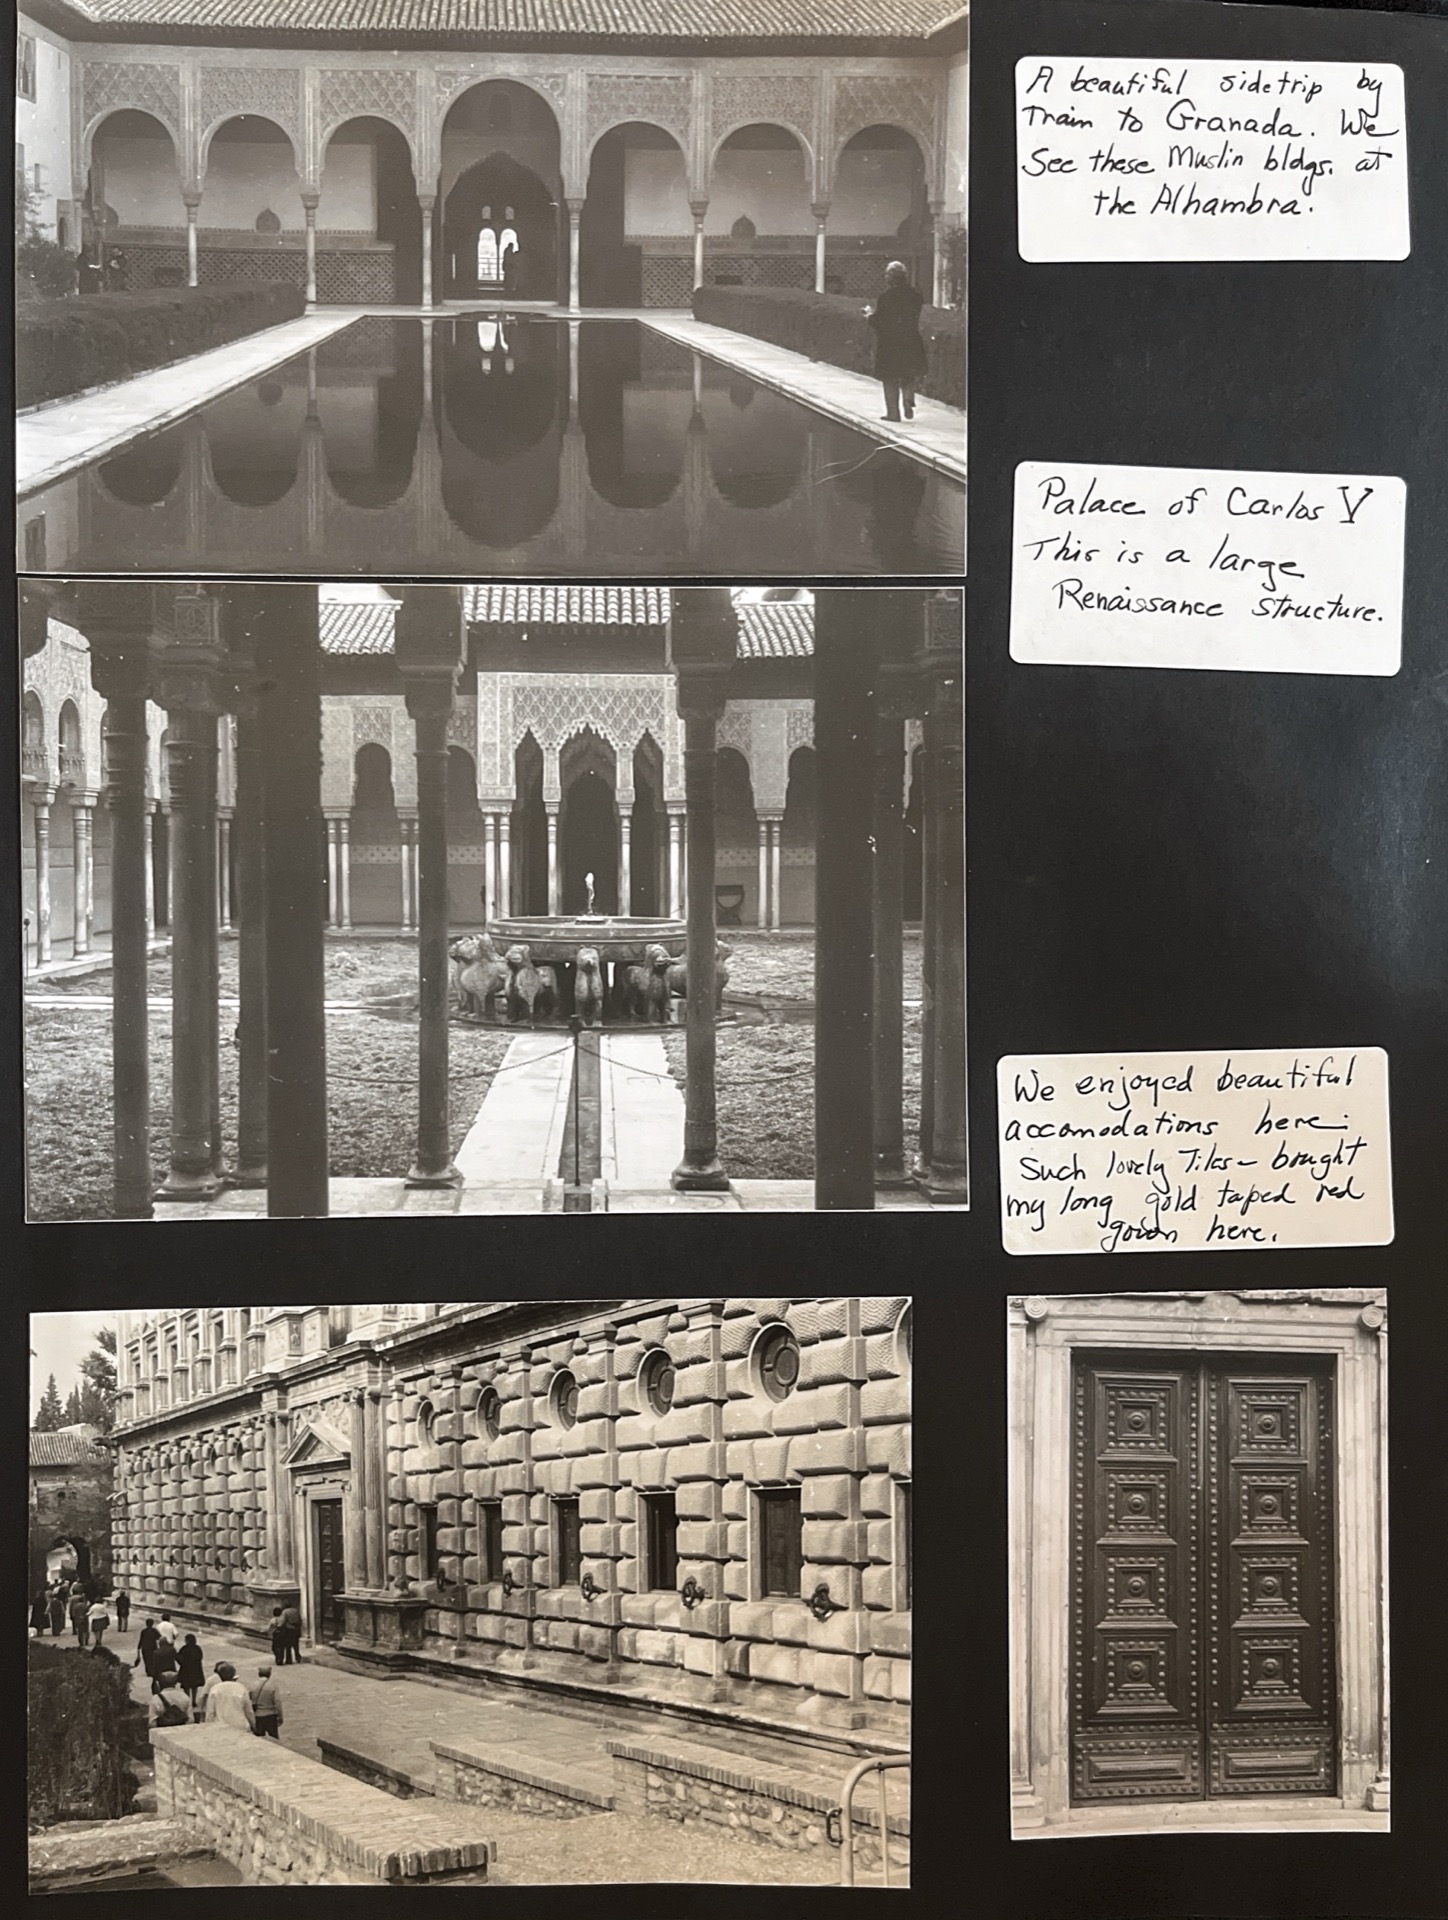 A beautiful sidetrip by
Train to Granada. We
See these Muslin bldgs. at
the Alhambra.
Palace of Carlos V
This is a large
Renaissance structure.
We enjoyed beautiful
accomodations here.
Such lovely Tiles - bought
my long gold taped red
gown here.